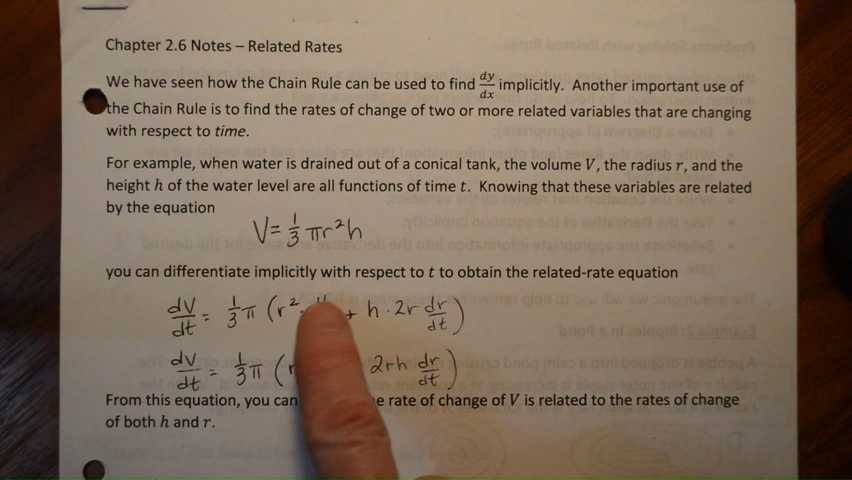 Chapter 2.6 Notes – Related Rates
We have seen how the Chain Rule can be used to find dy/dx implicitly. Another important use of
the Chain Rule is to find the rates of change of two or more related variables that are changing
with respect to time.
For example, when water is drained out of a conical tank, the volume V, the radius r, and the
height h of the water level are all functions of time t. Knowing that these variables are related
by the equation
V = 1/3 πr²h
you can differentiate implicitly with respect to t to obtain the related-rate equation
dV/dt = 1/3 π (r² · + h · 2r dr/dt)
dV/dt = 1/3 π ( 2rh dr/dt)
From this equation, you can rate of change of V is related to the rates of change
of both h and r.